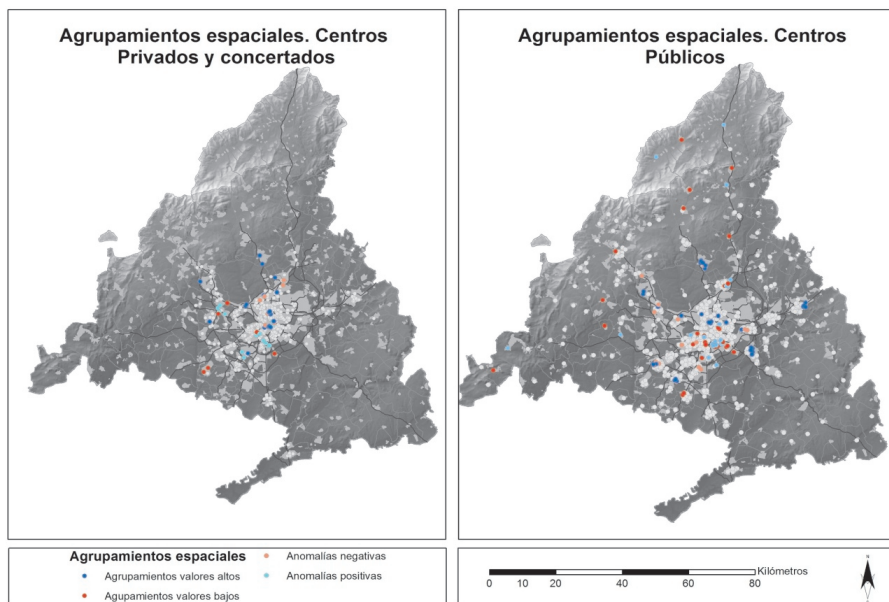 Agrupamientos espaciales. Centros
Privados y concertados
Agrupamientos espaciales. Centros
Públicos
Agrupamientos espaciales
Agrupamientos valores altos
Agupamientos valores bajos
Anomalías negativas
Anomalías positivas
Kilómetros
0 10 20 40 60 80